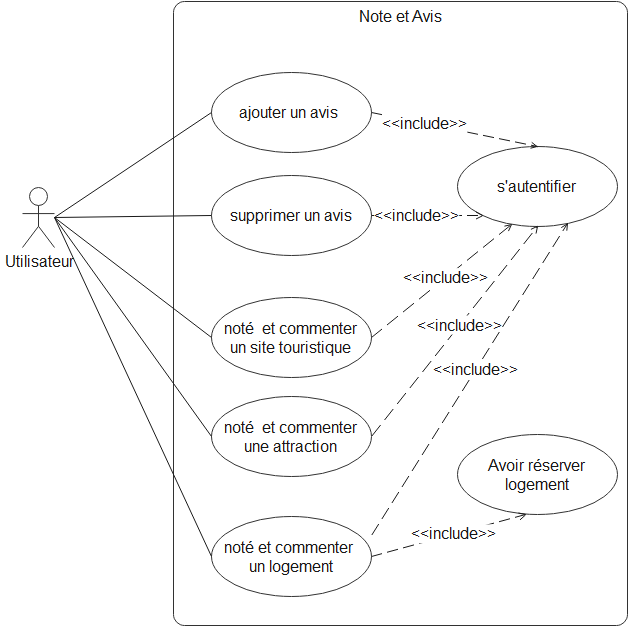 Note et Avis
ajouter un avis
<<include>>
s'autentifier
supprimer un avis
<<include>>
Utilisateur
<<include>>
noté et commenter
un site touristique
<<include>>
<<include>>
noté et commenter
une attraction
Avoir réserver
logement
<<include>>
noté et commenter
un logement